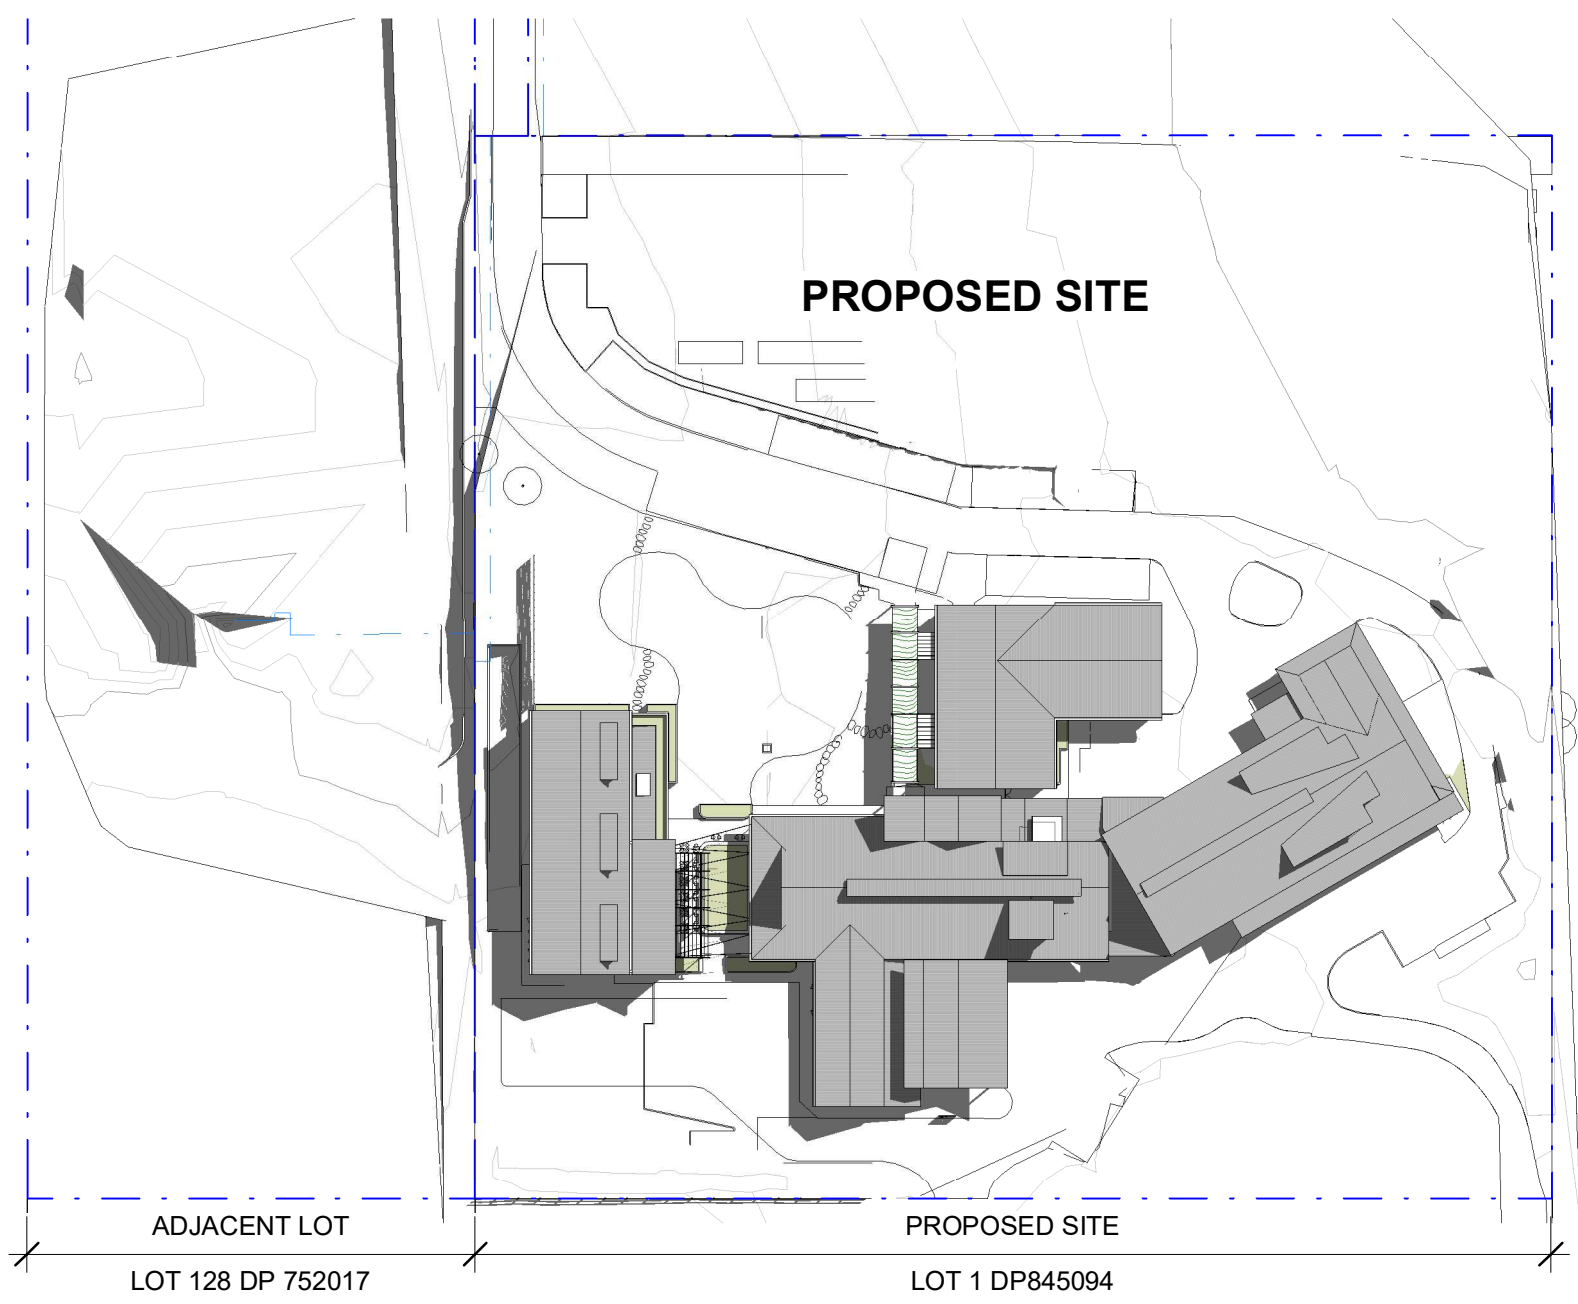 PROPOSED SITE
ADJACENT LOT
PROPOSED SITE
LOT 128 DP 752017
LOT 1 DP845094